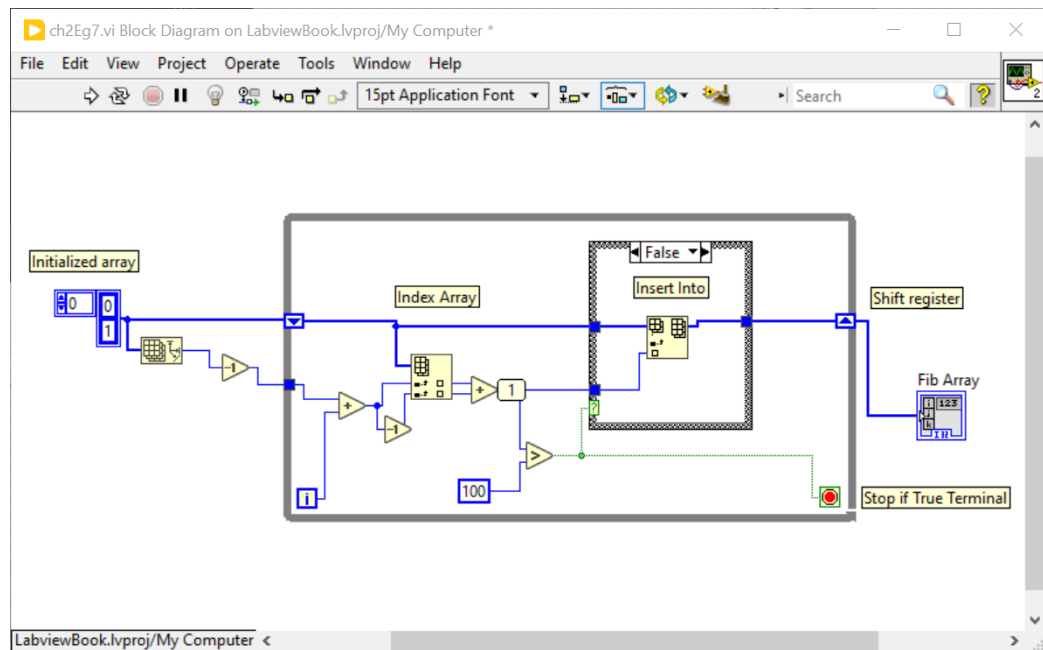 ch2Eg7.vi Block Diagram on LabviewBook.lvproj/My Computer *
File Edit View Project Operate Tools Window Help
15pt Application Font
Search
?
2
False
Initialized array
Insert Into
Index Array
Shift register
0
0
1
-1
Fib Array
+
+
1
123
i
j
k
I32
-1
?
>
100
i
Stop if True Terminal
LabviewBook.lvproj/My Computer